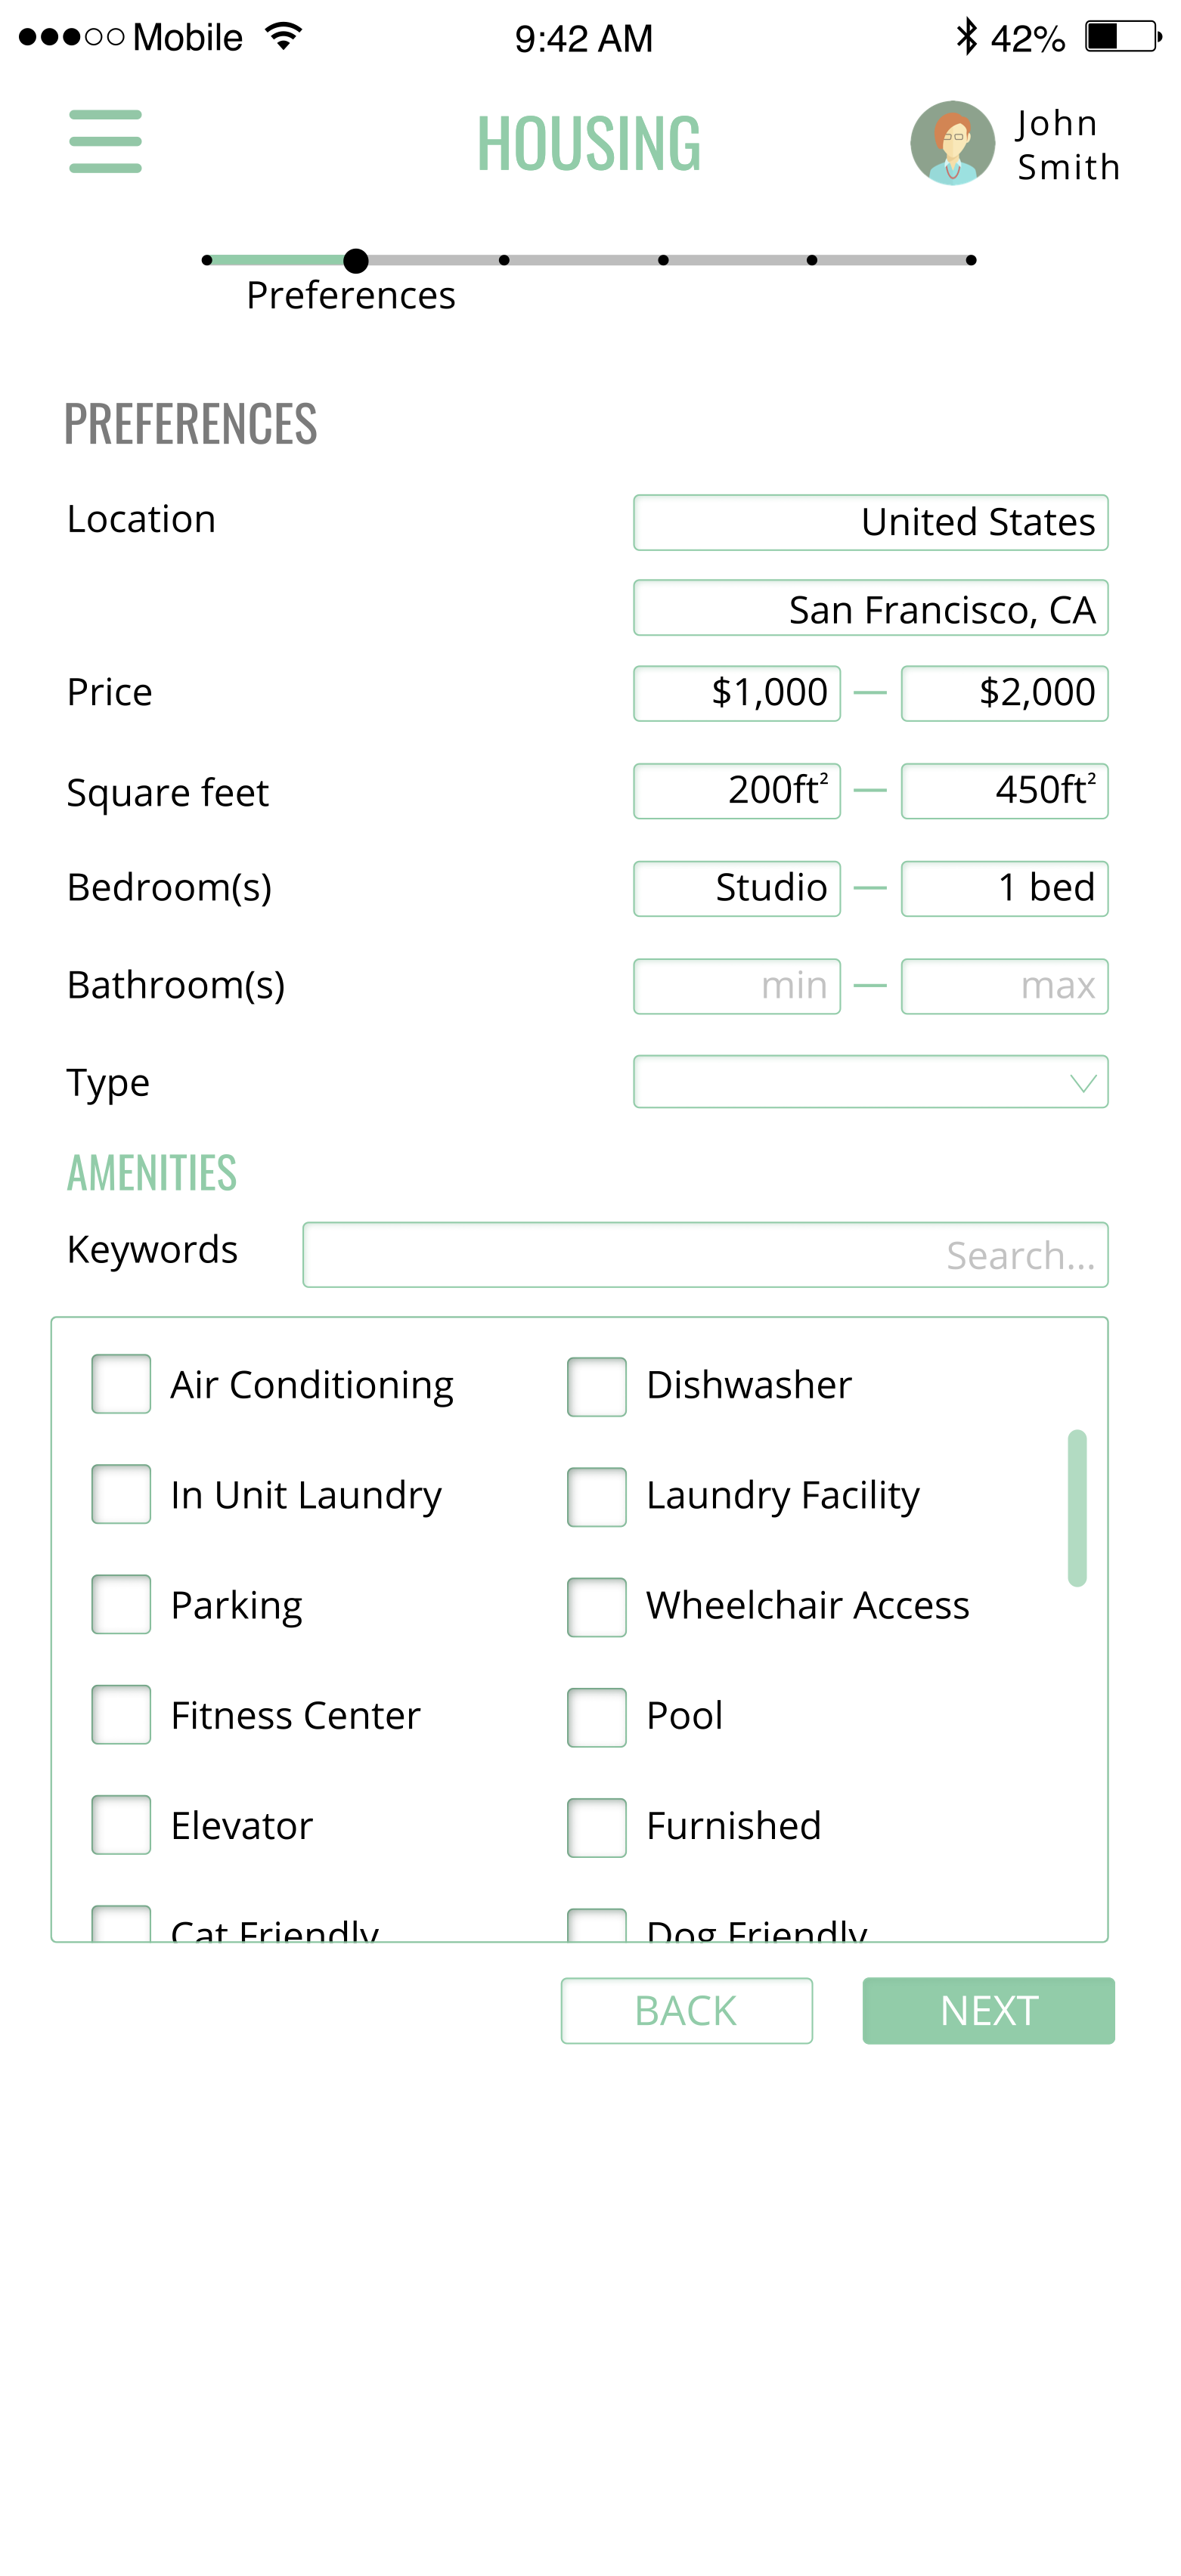 Mobile 9:42 AM 42%
HOUSING
John
Smith
Preferences
PREFERENCES
Location United States
San Francisco, CA
Price $1,000 — $2,000
Square feet 200ft² — 450ft²
Bedroom(s) Studio — 1 bed
Bathroom(s) min — max
Type
AMENITIES
Keywords Search...
Air Conditioning Dishwasher
In Unit Laundry Laundry Facility
Parking Wheelchair Access
Fitness Center Pool
Elevator Furnished
Cat Friendly Dog Friendly
BACK NEXT